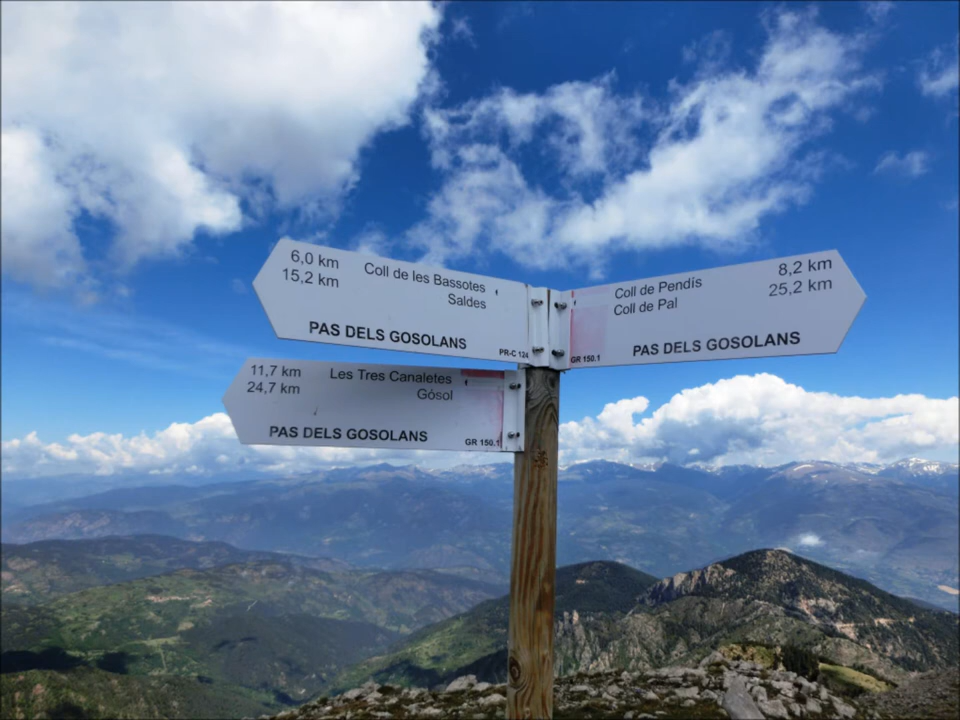 6,0 km Coll de les Bassotes
15,2 km Saldes
PASS DELS GOSOLANS
PR-C 124
8,2 km
Coll de Pendís
25,2 km
Coll de Pal
PAS DELS GOSOLANS
GR 150.1
11,7 km Les Tres Canaletes
24,7 km Gósol
PAS DELS GOSOLANS
GR 150.1